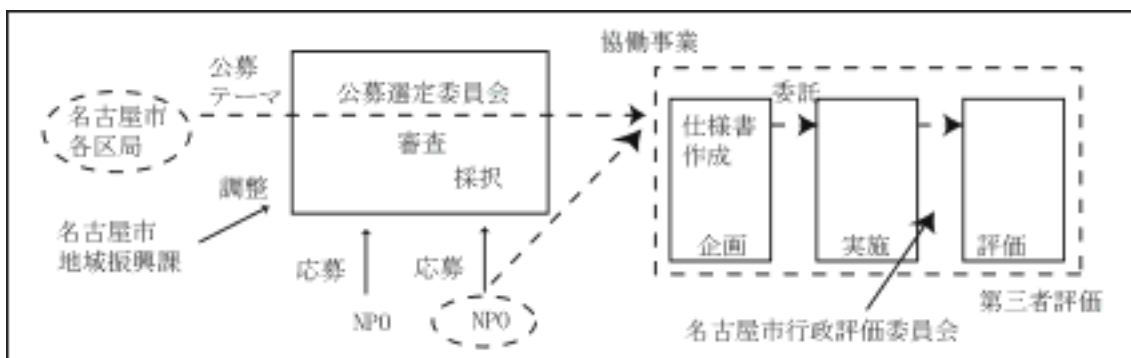 協働事業
公募
テーマ
公募選定委員会
審査
採択
名古屋市
各区局
調整
名古屋市
地域振興課
応募
応募
NPO
NPO
委託
仕様書
作成
企画
実施
評価
第三者評価
名古屋市行政評価委員会